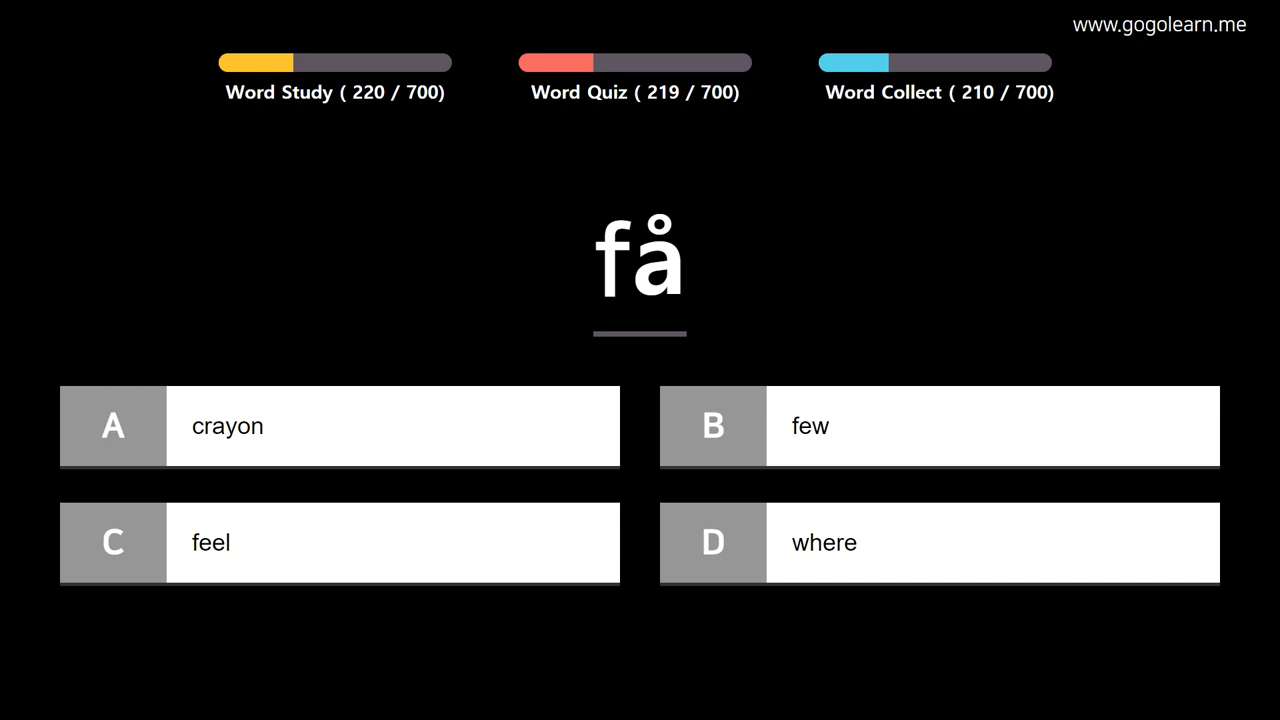 www.gogolearn.me
Word Study ( 220 / 700)
Word Quiz ( 219 / 700)
Word Collect ( 210 / 700)
få
A crayon
B few
C feel
D where